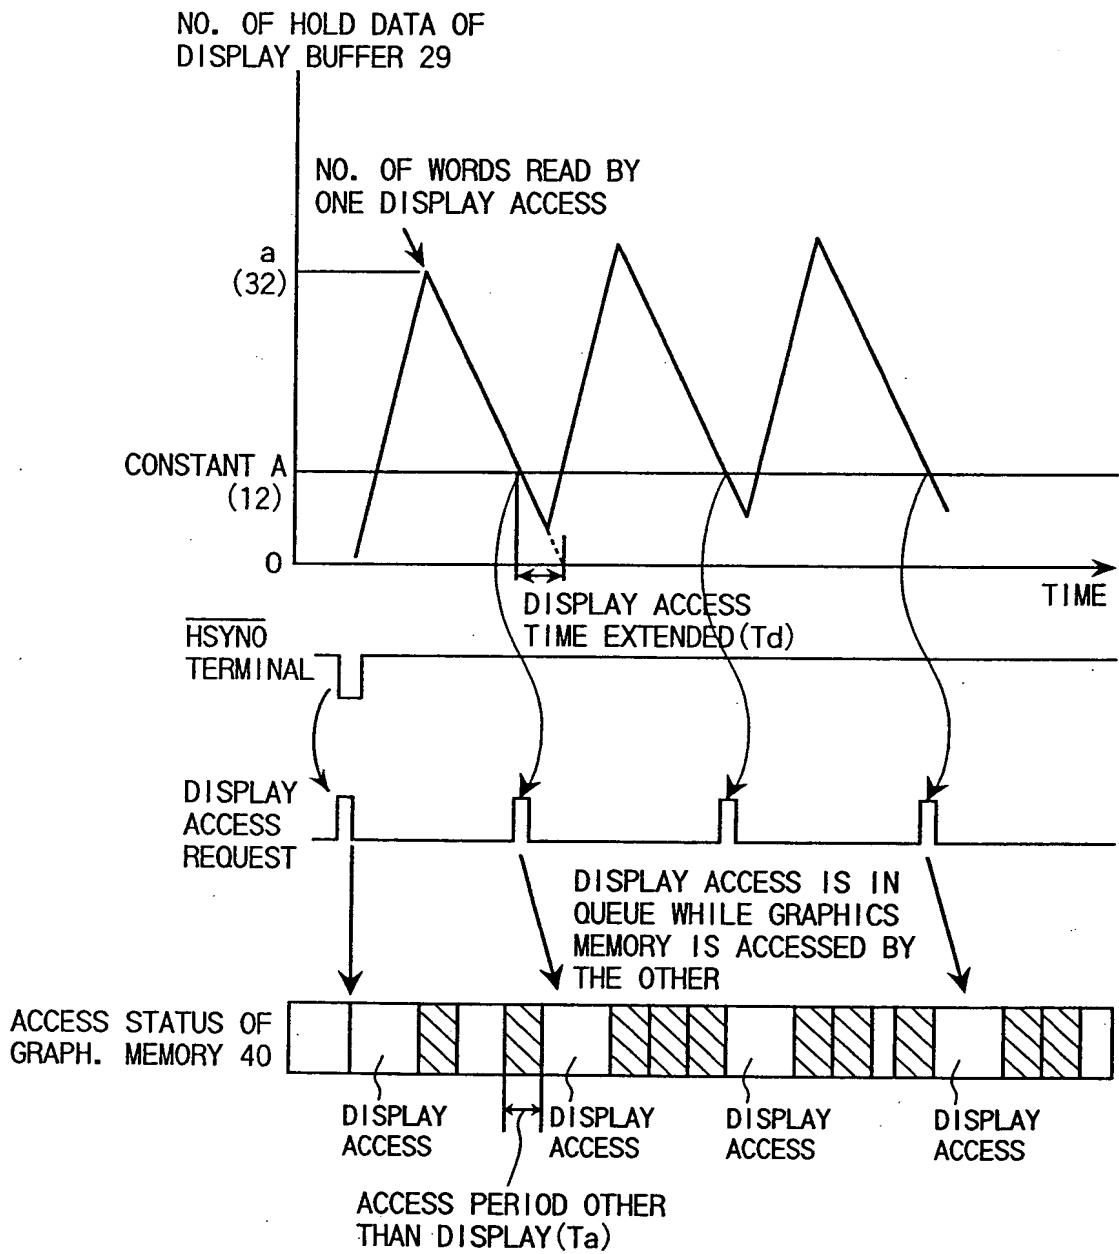 NO. OF HOLD DATA OF
DISPLAY BUFFER 29
NO. OF WORDS READ BY
ONE DISPLAY ACCESS
a
(32)
CONSTANT A
(12)
0
TIME
DISPLAY ACCESS
TIME EXTENDED(Td)
HSYNO
TERMINAL
DISPLAY
ACCESS
REQUEST
DISPLAY ACCESS IS IN
QUEUE WHILE GRAPHICS
MEMORY IS ACCESSED BY
THE OTHER
ACCESS STATUS OF
GRAPH. MEMORY 40
DISPLAY
ACCESS
DISPLAY
ACCESS
DISPLAY
ACCESS
DISPLAY
ACCESS
ACCESS PERIOD OTHER
THAN DISPLAY(Ta)